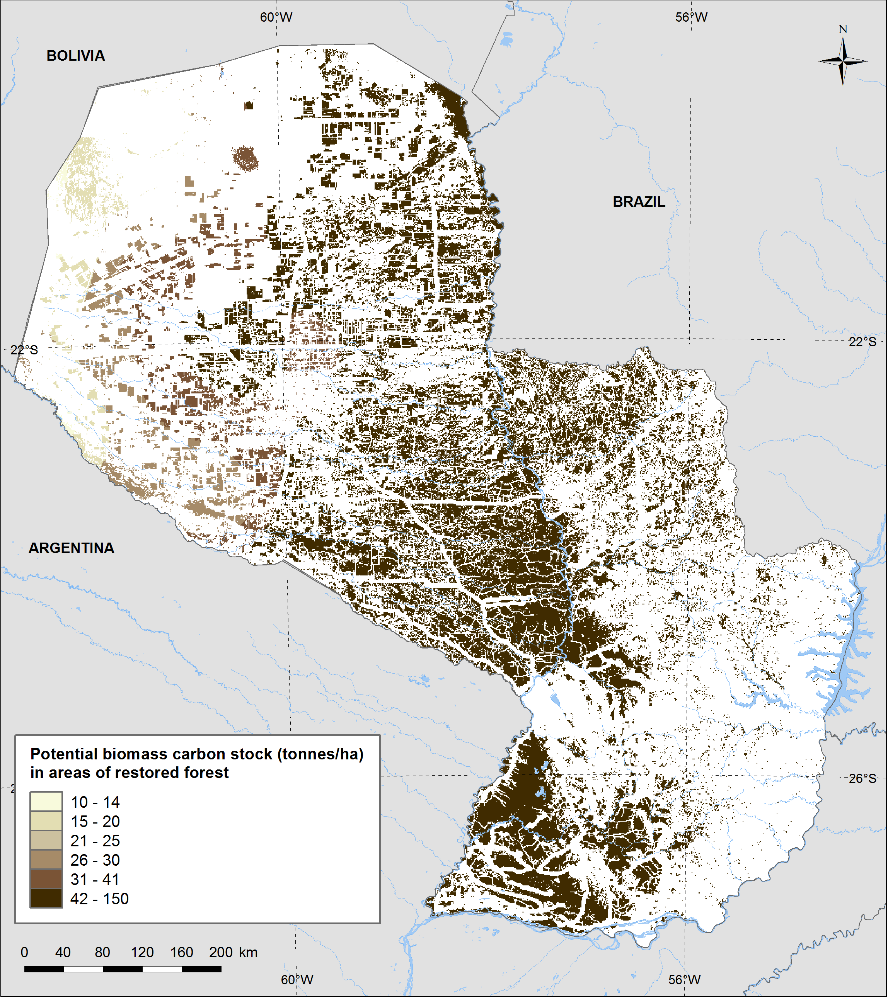 60°W
56°W
N
BOLIVIA
BRAZIL
22°S
22°S
ARGENTINA
Potential biomass carbon stock (tonnes/ha)
in areas of restored forest
10 - 14
15 - 20
21 - 25
26 - 30
31 - 41
42 - 150
26°S
0 40 80 120 160 200 km
60°W
56°W